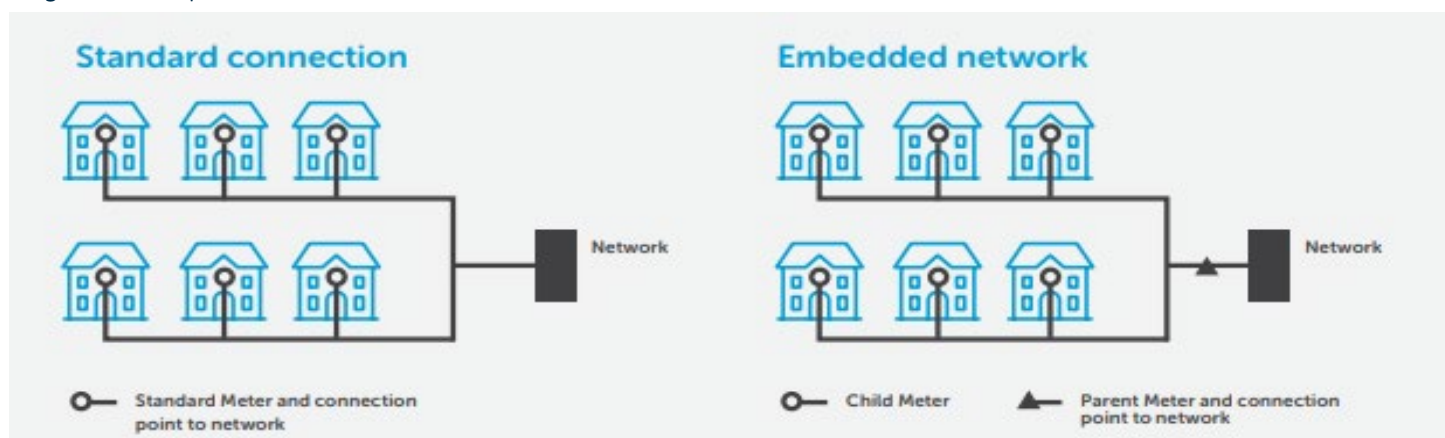 Standard connection
Embedded network
Network
Network
Standard Meter and connection
point to network
Child Meter
Parent Meter and connection
point to network